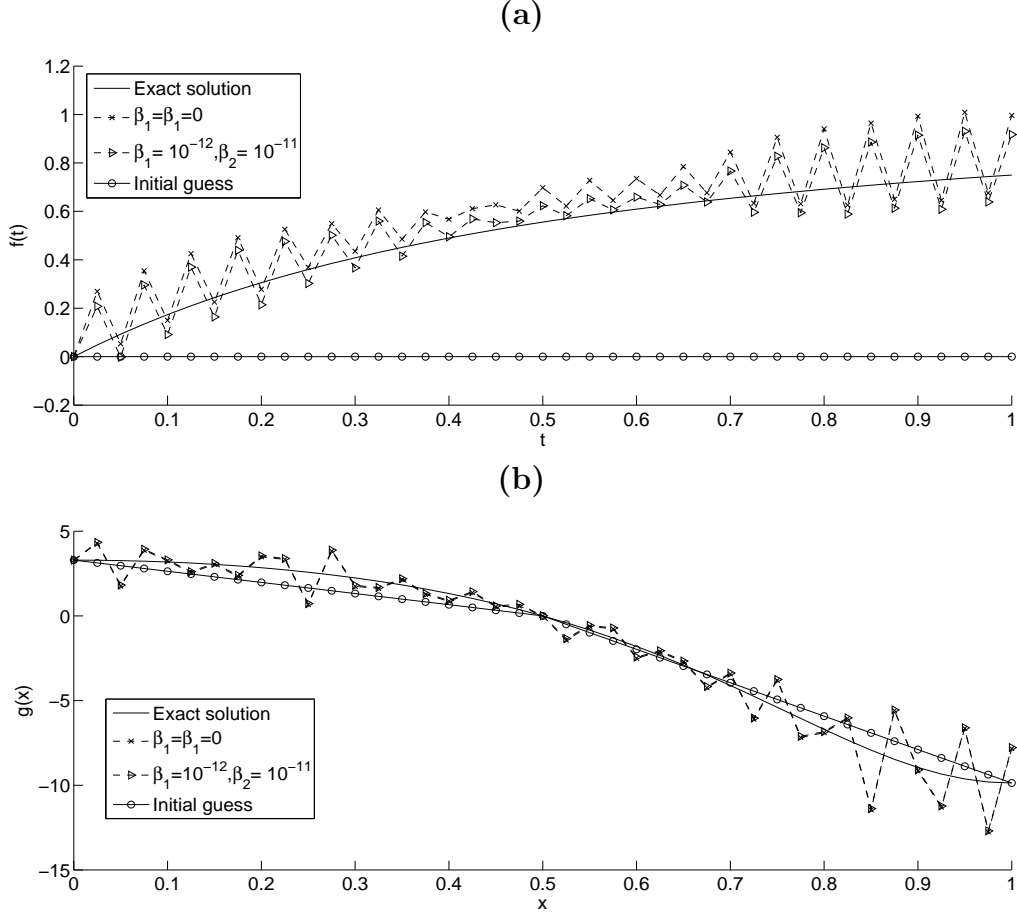 (a)
1.2
1
0.8
0.6
0.4
0.2
0
−0.2
f(t)
Exact solution
β₁=β₁=0
β₁= 10⁻¹²,β₂= 10⁻¹¹
Initial guess
0 0.1 0.2 0.3 0.4 0.5 0.6 0.7 0.8 0.9 1
t
(b)
5
0
−5
−10
−15
g(x)
Exact solution
β₁=β₁=0
β₁=10⁻¹²,β₂= 10⁻¹¹
Initial guess
0 0.1 0.2 0.3 0.4 0.5 0.6 0.7 0.8 0.9 1
x